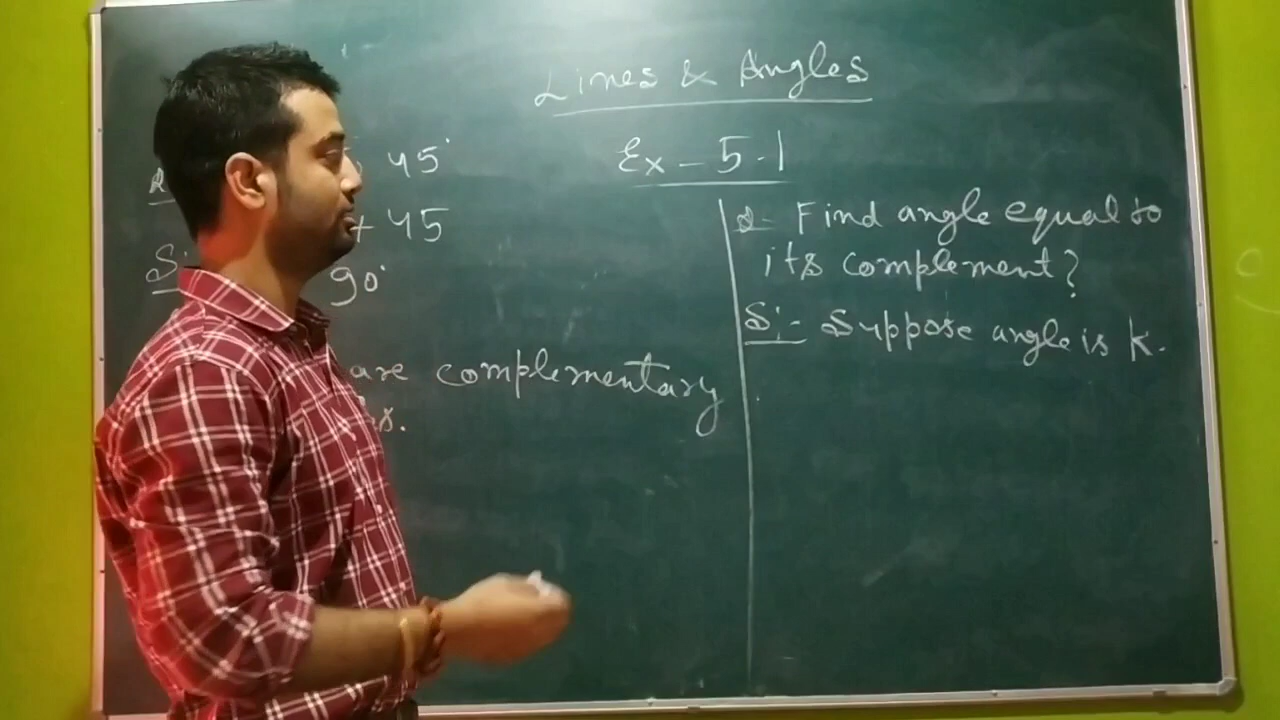 Lines & Angles
Ex - 5.1
45°
+ 45
90°
are complementary
Q- Find angle equal to
its complement?
S:- Suppose angle is k.